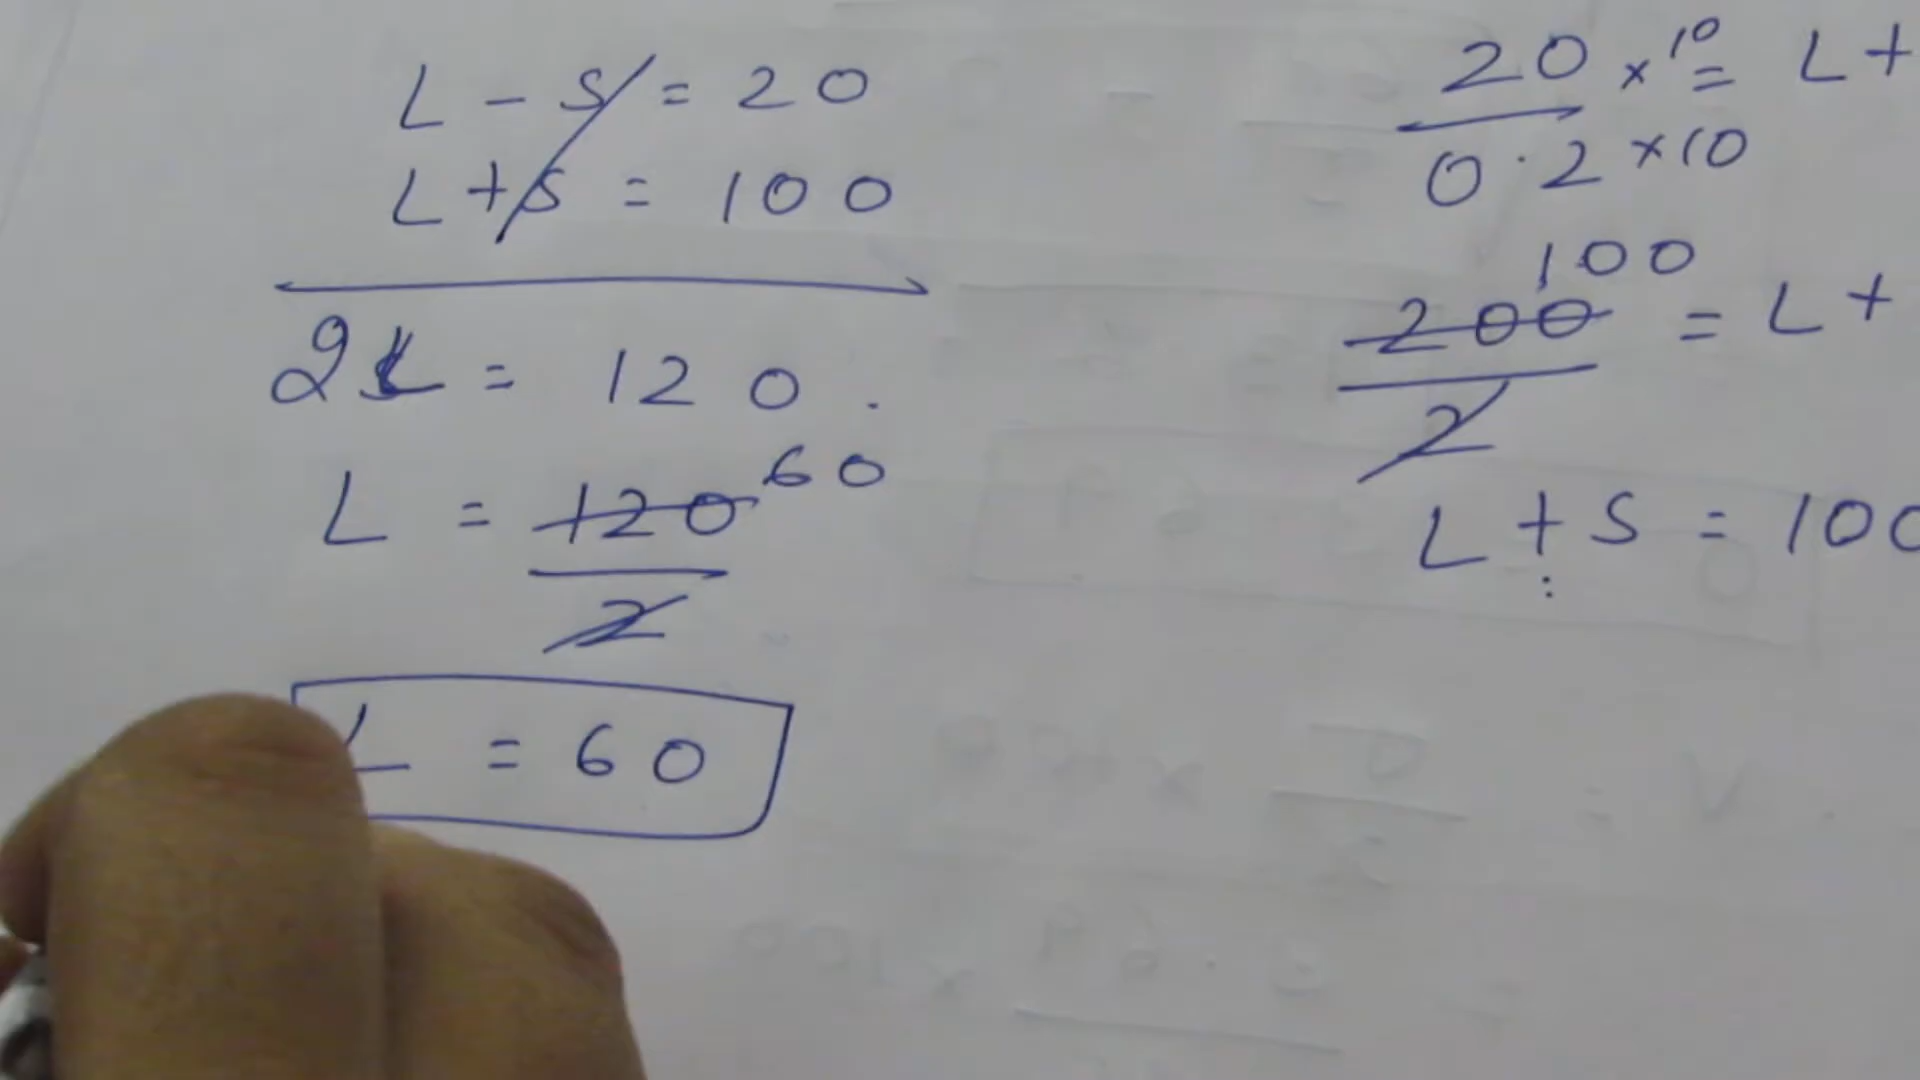 L - S = 20
L + S = 100
2L = 120.
L = 120 60
2
L = 60
20 × 10 = L +
0.2 × 10
100
200 = L +
2
L + S = 100